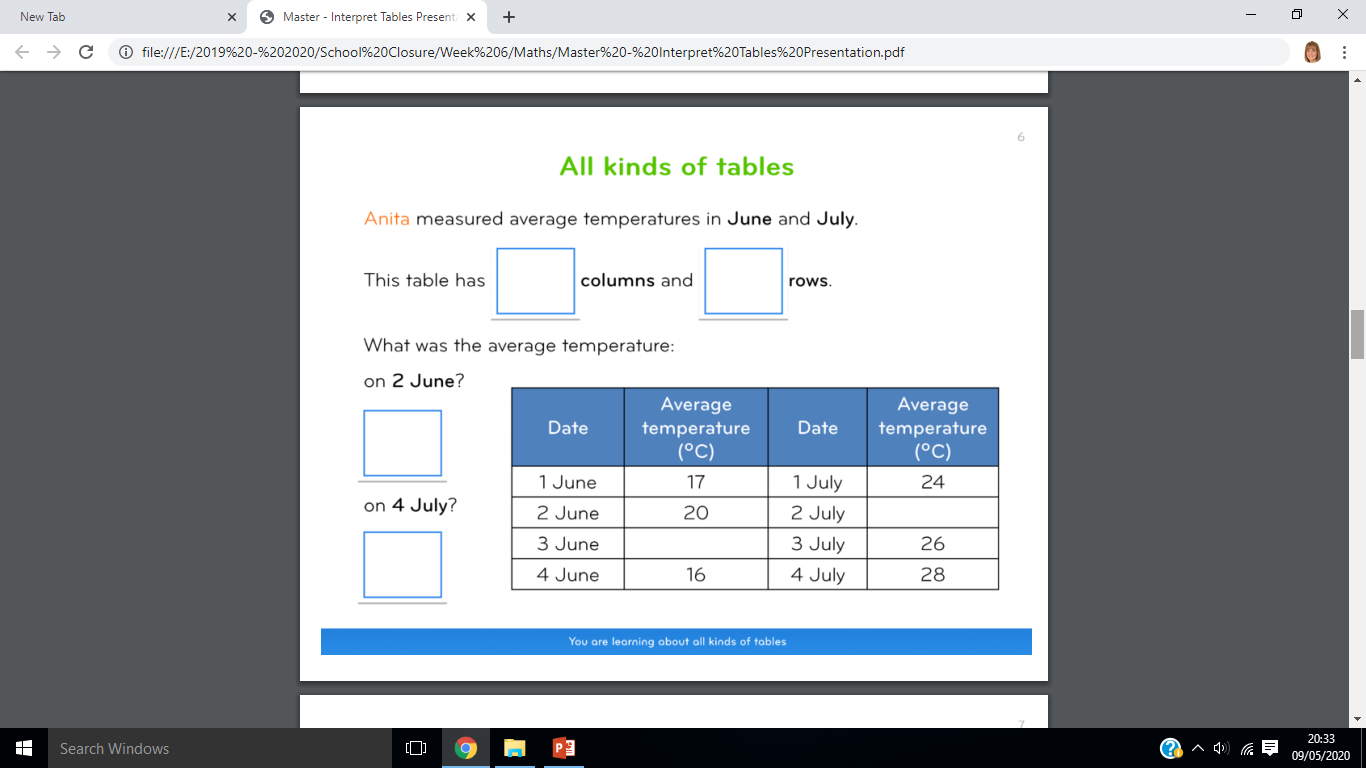 New Tab
Master - Interpret Tables Present
file:///E:/2019%20-%202020/School%20Closure/Week%206/Maths/Master%20-%20Interpret%20Tables%20Presentation.pdf
6
All kinds of tables
Anita measured average temperatures in June and July.
This table has columns and rows.
What was the average temperature:
on 2 June?
on 4 July?
Date Average temperature (°C) Date Average temperature (°C)
1 June 17 1 July 24
2 June 20 2 July
3 June 3 July 26
4 June 16 4 July 28
You are learning about all kinds of tables
7
Search Windows
20:33
09/05/2020